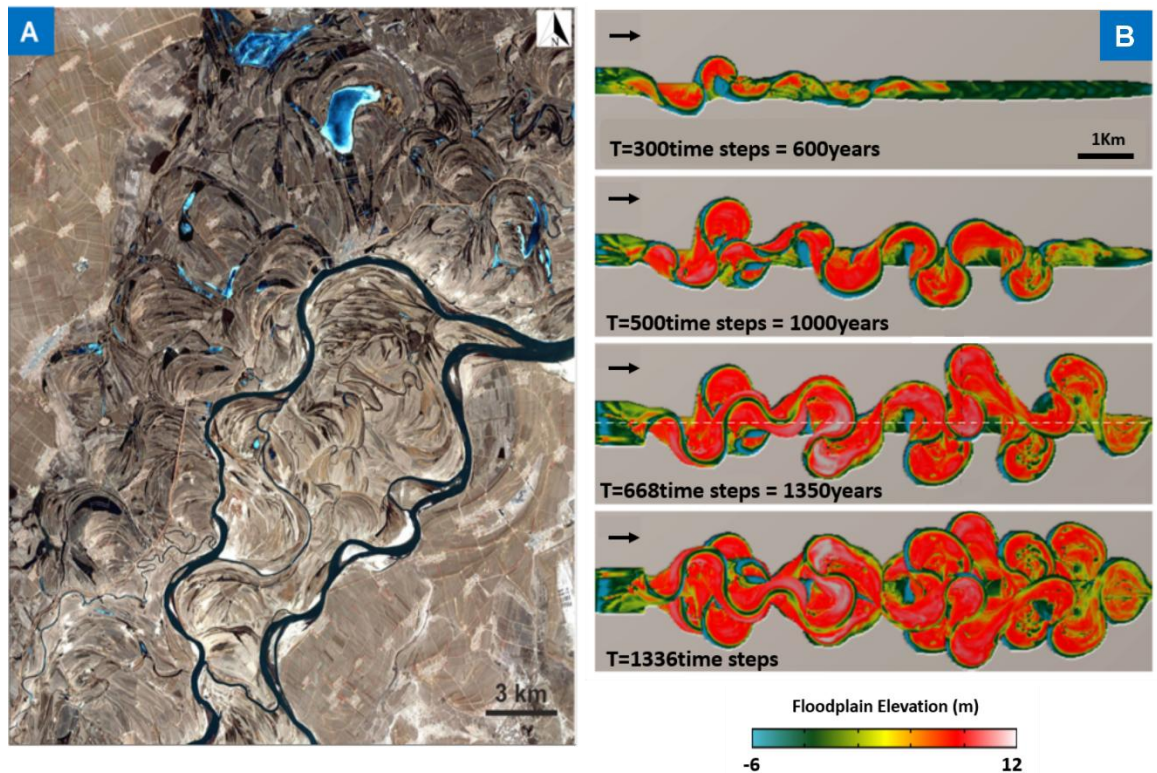 A
N
3 km
B
T=300time steps = 600years
1Km
T=500time steps = 1000years
T=668time steps = 1350years
T=1336time steps
Floodplain Elevation (m)
-6
12